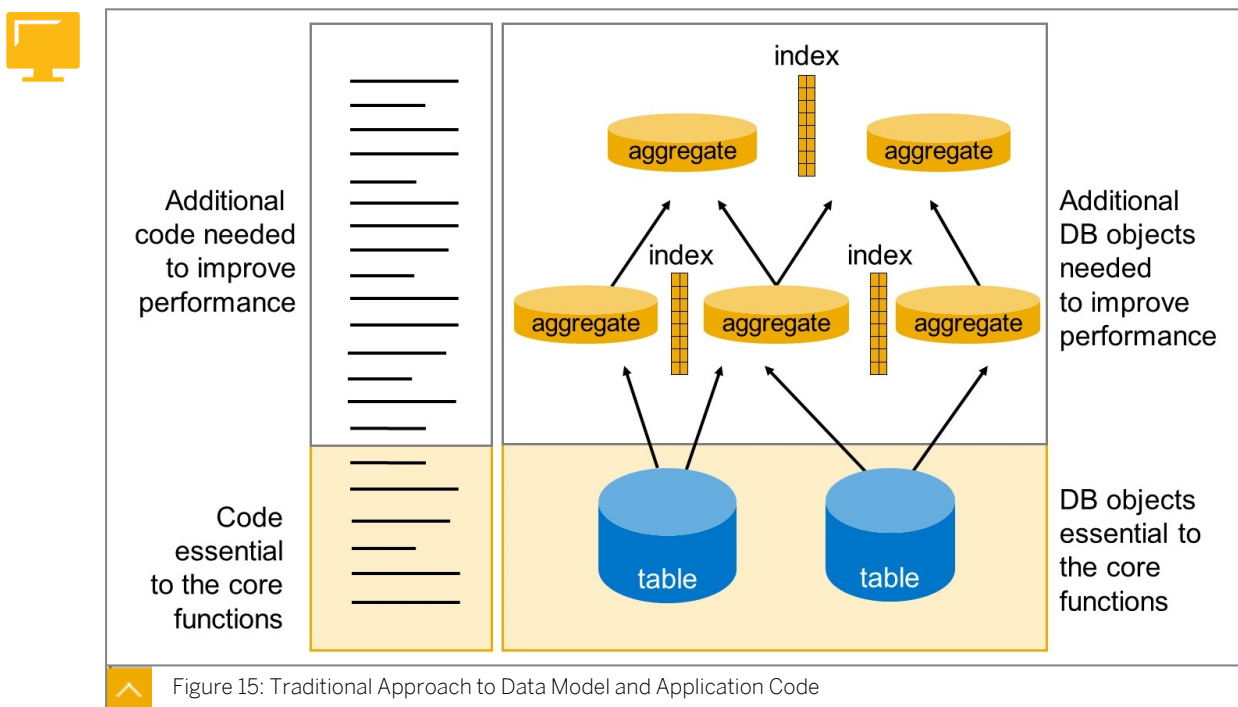 index
aggregate
aggregate
Additional
code needed
to improve
performance
Additional
DB objects
needed
to improve
performance
index
index
aggregate
aggregate
aggregate
Code
essential
to the core
functions
table
table
DB objects
essential to
the core
functions
Figure 15: Traditional Approach to Data Model and Application Code